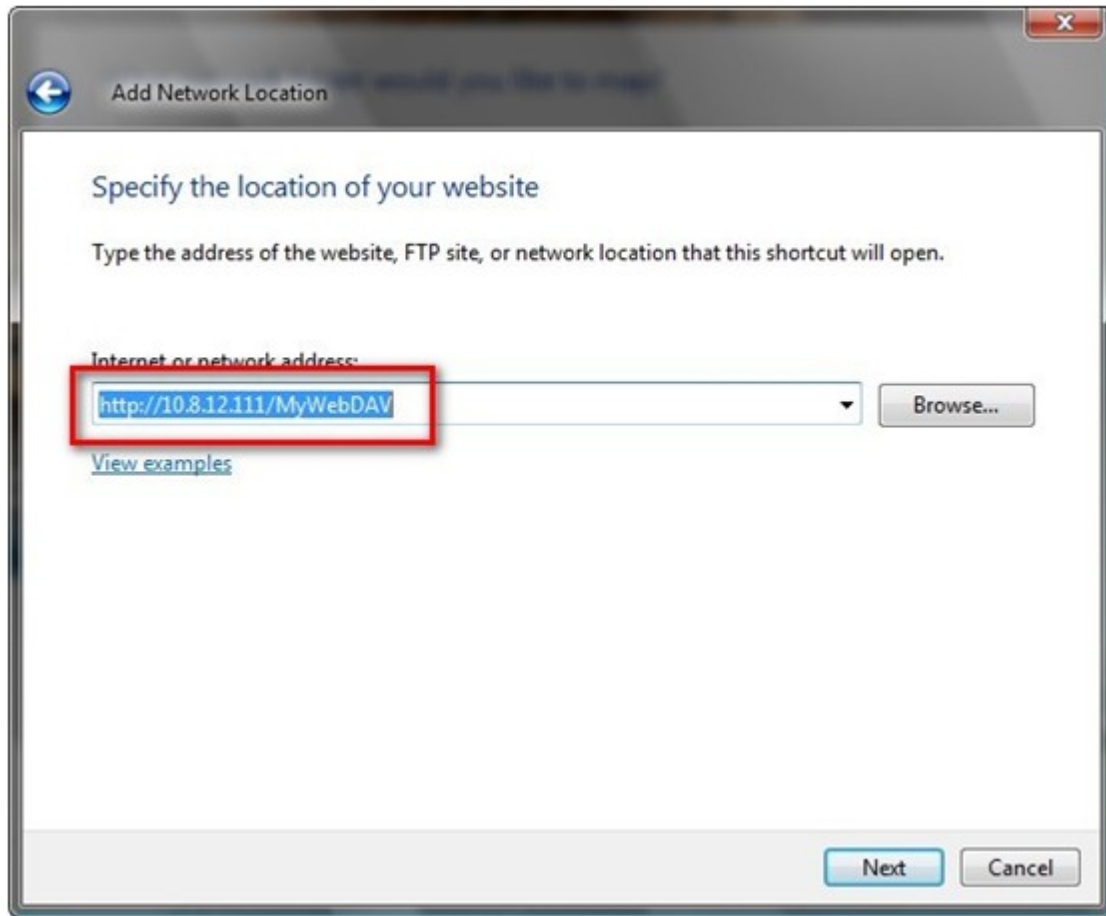 Add Network Location
Specify the location of your website
Type the address of the website, FTP site, or network location that this shortcut will open.
Internet or network address:
http://10.8.12.111/MyWebDAV
Browse...
View examples
Next Cancel